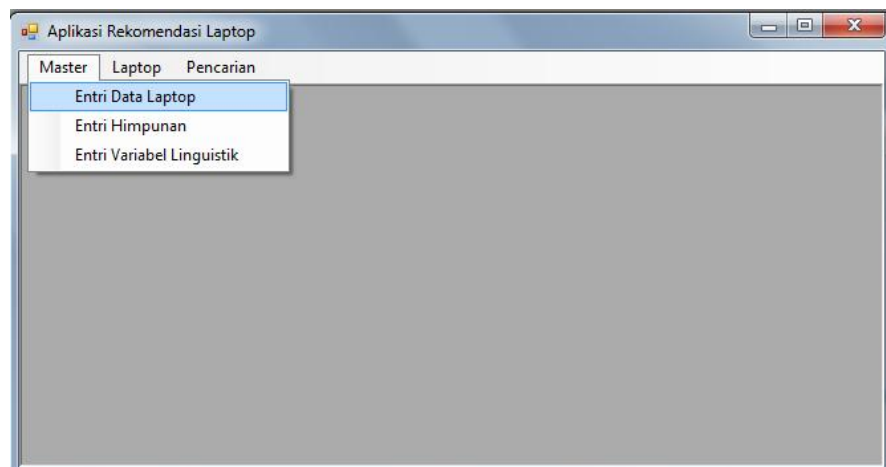 Aplikasi Rekomendasi Laptop
Master Laptop Pencarian
Entri Data Laptop
Entri Himpunan
Entri Variabel Linguistik